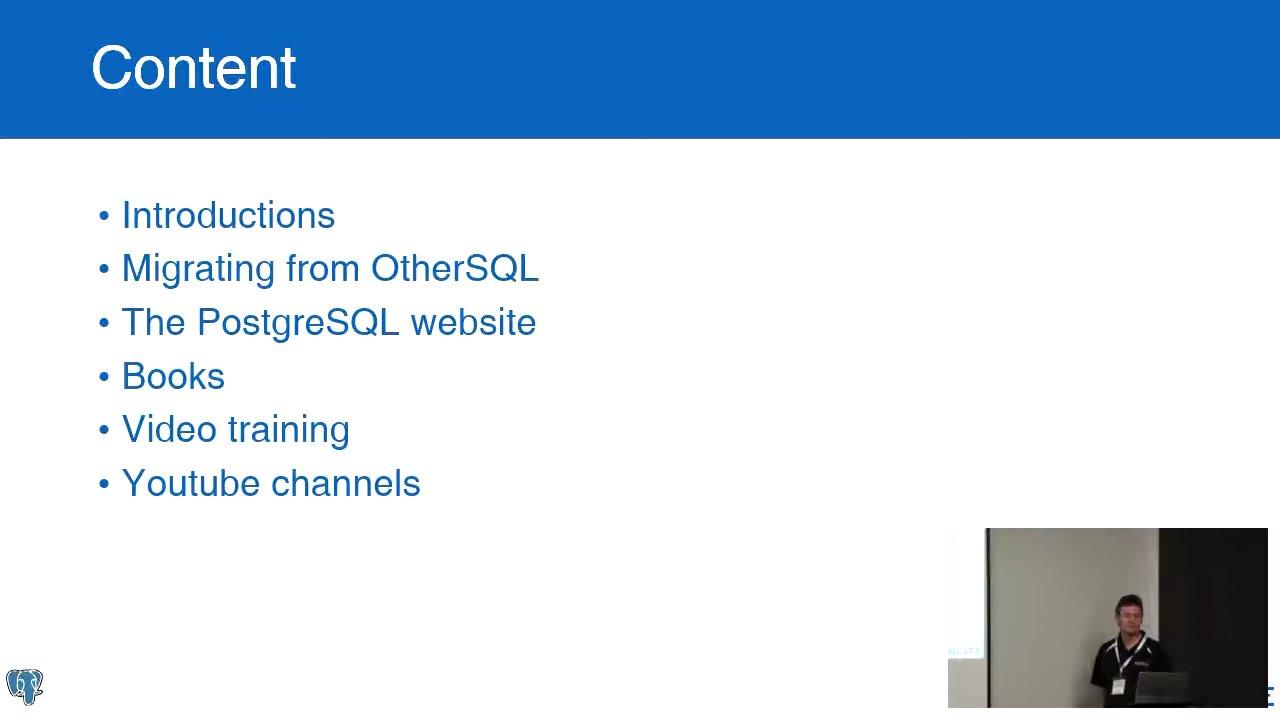 Content
• Introductions
• Migrating from OtherSQL
• The PostgreSQL website
• Books
• Video training
• Youtube channels